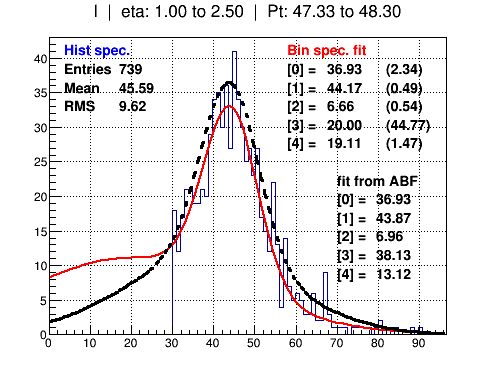 I | eta: 1.00 to 2.50 | Pt: 47.33 to 48.30
Hist spec.
Entries 739
Mean 45.59
RMS 9.62
Bin spec. fit
[0] = 36.93 (2.34)
[1] = 44.17 (0.49)
[2] = 6.66 (0.54)
[3] = 20.00 (44.77)
[4] = 19.11 (1.47)
fit from ABF
[0] = 36.93
[1] = 43.87
[2] = 6.96
[3] = 38.13
[4] = 13.12
40
35
30
25
20
15
10
5
0
0 10 20 30 40 50 60 70 80 90